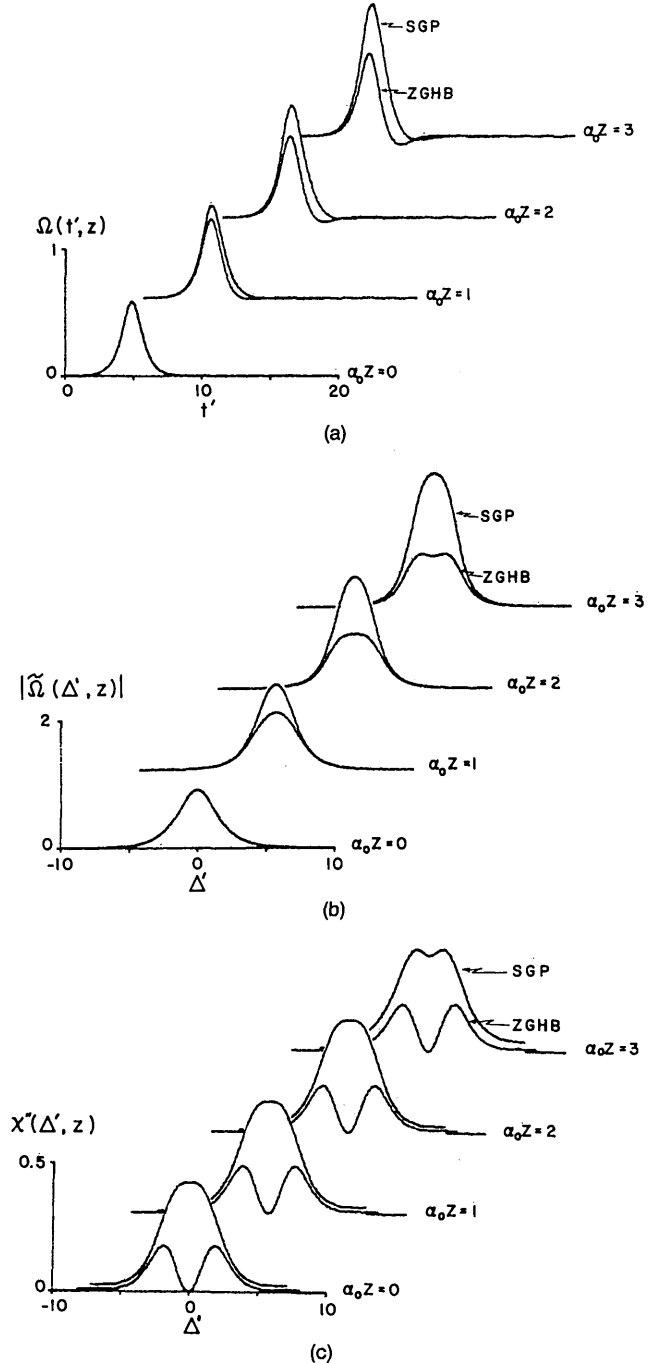 SGP
ZGHB
α₀Z = 3
α₀Z = 2
Ω(t′, z)
1
α₀Z = 1
0
α₀Z = 0
0 10 20
t′
(a)
SGP
ZGHB
α₀Z = 3
|Ω̃(Δ′, z)|
α₀Z = 2
2
α₀Z = 1
0
α₀Z = 0
-10 0 10
Δ′
(b)
SGP
ZGHB
α₀Z = 3
χ″(Δ′, z)
α₀Z = 2
0.5
α₀Z = 1
0
α₀Z = 0
-10 0 10
Δ′
(c)